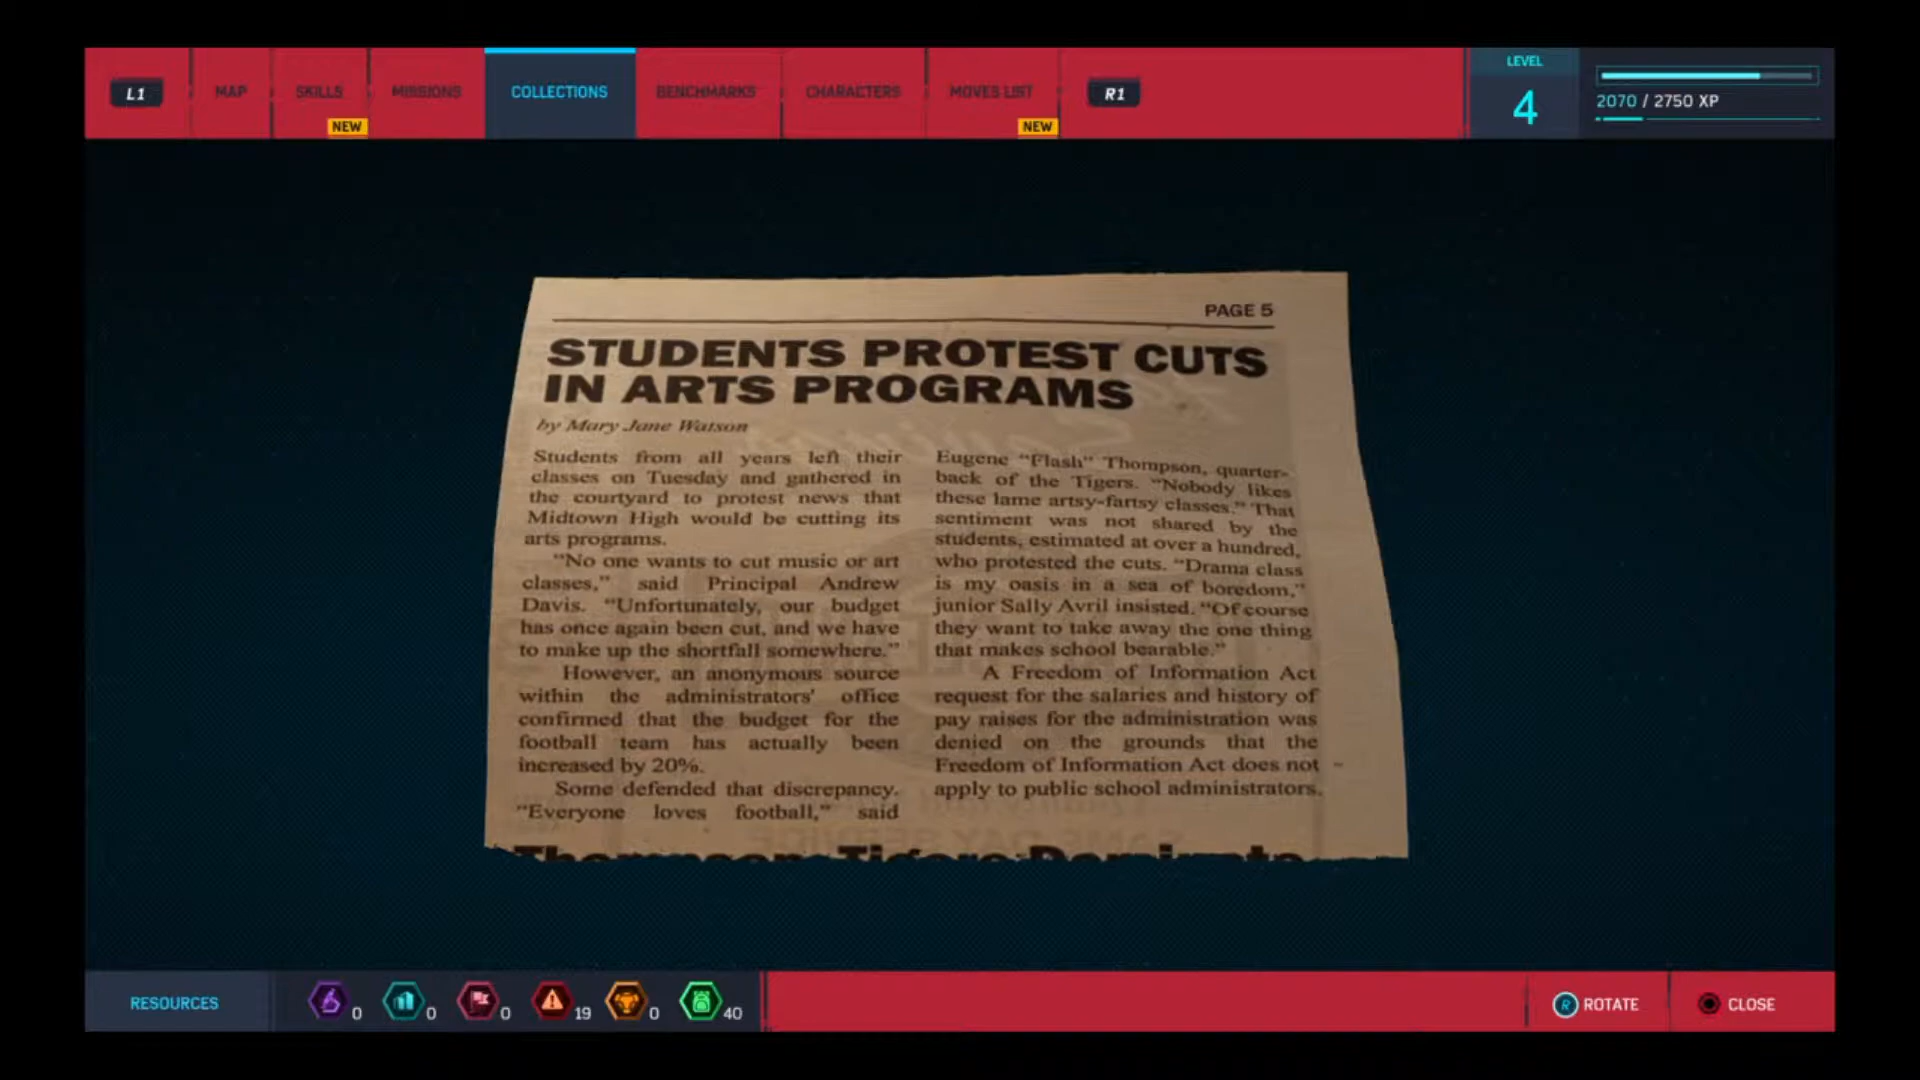 L1
MAP
SKILLS
NEW
MISSIONS
COLLECTIONS
BENCHMARKS
CHARACTERS
MOVES LIST
NEW
R1
LEVEL
4
2070 / 2750 XP
PAGE 5
STUDENTS PROTEST CUTS
IN ARTS PROGRAMS
by Mary Jane Watson
Students from all years left their
classes on Tuesday and gathered in
the courtyard to protest news that
Midtown High would be cutting its
arts programs.
"No one wants to cut music or art
classes," said Principal Andrew
Davis. "Unfortunately, our budget
has once again been cut, and we have
to make up the shortfall somewhere."
However, an anonymous source
within the administrators' office
confirmed that the budget for the
football team has actually been
increased by 20%.
Some defended that discrepancy.
"Everyone loves football," said
Eugene "Flash" Thompson, quarter-
back of the Tigers. "Nobody likes
these lame artsy-fartsy classes." That
sentiment was not shared by the
students, estimated at over a hundred,
who protested the cuts. "Drama class
is my oasis in a sea of boredom,"
junior Sally Avril insisted. "Of course
they want to take away the one thing
that makes school bearable."
A Freedom of Information Act
request for the salaries and history of
pay raises for the administration was
denied on the grounds that the
Freedom of Information Act does not
apply to public school administrators.
Thompson, Tigers Dominate
RESOURCES
0
0
0
19
0
40
R ROTATE
CLOSE